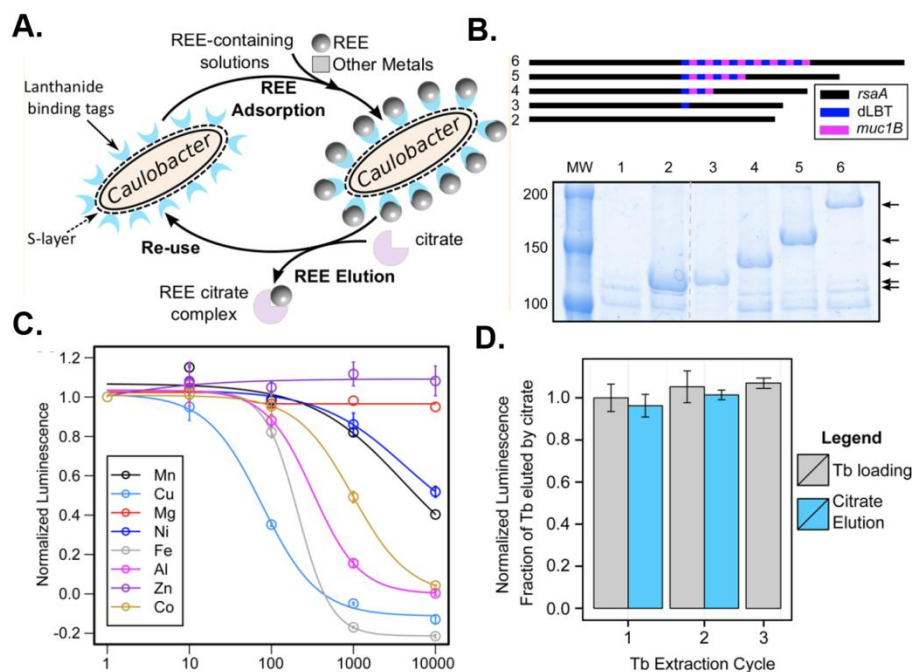 A.
REE-containing
solutions
REE
Other Metals
Lanthanide
binding tags
REE
Adsorption
Caulobacter
Caulobacter
S-layer
Re-use
citrate
REE Elution
REE citrate
complex
B.
6
5
4
3
2
rsaA
dLBT
muc1B
MW 1 2 3 4 5 6
200
150
100
C.
Normalized Luminescence
1.2
1.0
0.8
0.6
0.4
0.2
0.0
-0.2
Mn
Cu
Mg
Ni
Fe
Al
Zn
Co
1 10 100 1000 10000
D.
Normalized Luminescence
Fraction of Tb eluted by citrate
1.0
0.8
0.6
0.4
0.2
0.0
1 2 3
Tb Extraction Cycle
Legend
Tb loading
Citrate
Elution